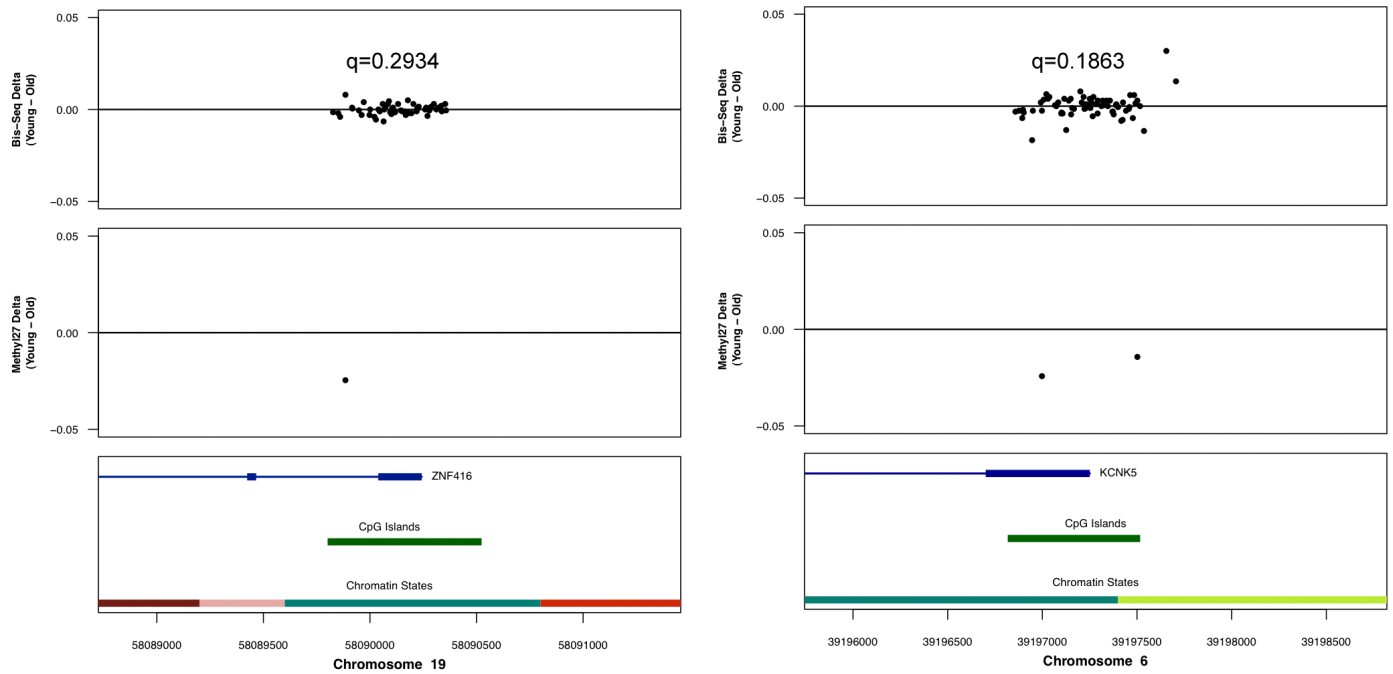 Bis–Seq Delta
(Young – Old)
0.05
0.00
−0.05
q=0.2934
Methyl27 Delta
(Young – Old)
0.05
0.00
−0.05
ZNF416
CpG Islands
Chromatin States
58089000 58089500 58090000 58090500 58091000
Chromosome 19
Bis–Seq Delta
(Young – Old)
0.05
0.00
−0.05
q=0.1863
Methyl27 Delta
(Young – Old)
0.05
0.00
−0.05
KCNK5
CpG Islands
Chromatin States
39196000 39196500 39197000 39197500 39198000 39198500
Chromosome 6